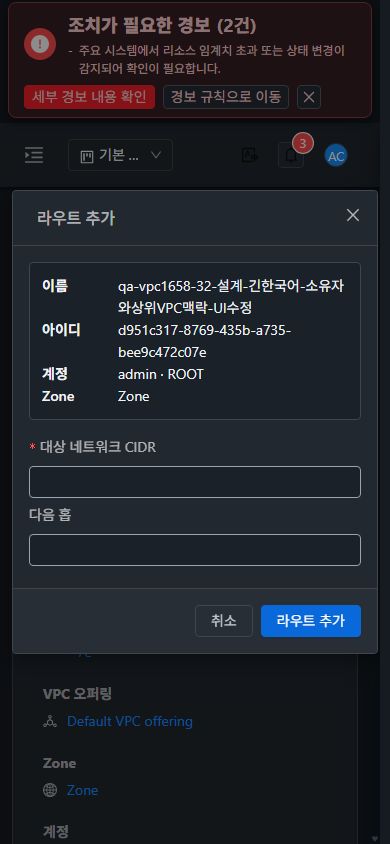 조치가 필요한 경보 (2건)
- 주요 시스템에서 리소스 임계치 초과 또는 상태 변경이
감지되어 확인이 필요합니다.
세부 경보 내용 확인 경보 규칙으로 이동
기본 ... 3 AC
라우트 추가
이름 qa-vpc1658-32-설계-긴한국어-소유자
와상위VPC맥락-UI수정
아이디 d951c317-8769-435b-a735-
bee9c472c07e
계정 admin · ROOT
Zone Zone
* 대상 네트워크 CIDR
다음 홉
취소 라우트 추가
VPC 오퍼링
Default VPC offering
Zone
Zone
계정